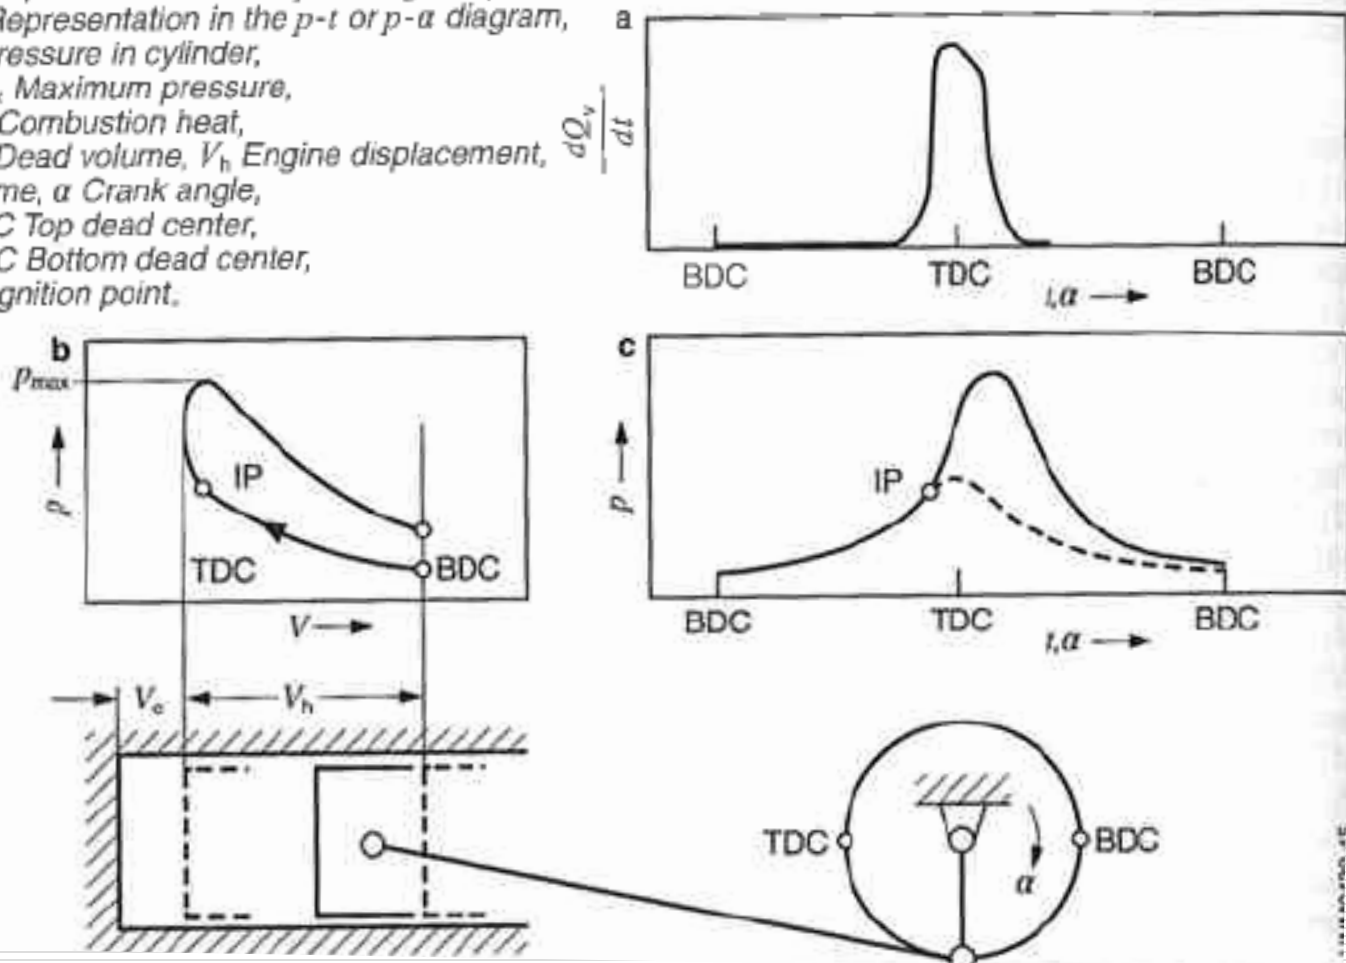 Representation in the p-t or p-α diagram,
ressure in cylinder,
Maximum pressure,
Combustion heat,
Dead volume, Vh Engine displacement,
me, α Crank angle,
C Top dead center,
C Bottom dead center,
gnition point.
a
dQv
dt
BDC TDC BDC
t,α
b
pmax
p
IP
TDC
BDC
V
c
p
IP
BDC TDC BDC
t,α
Vc Vh
TDC
BDC
α